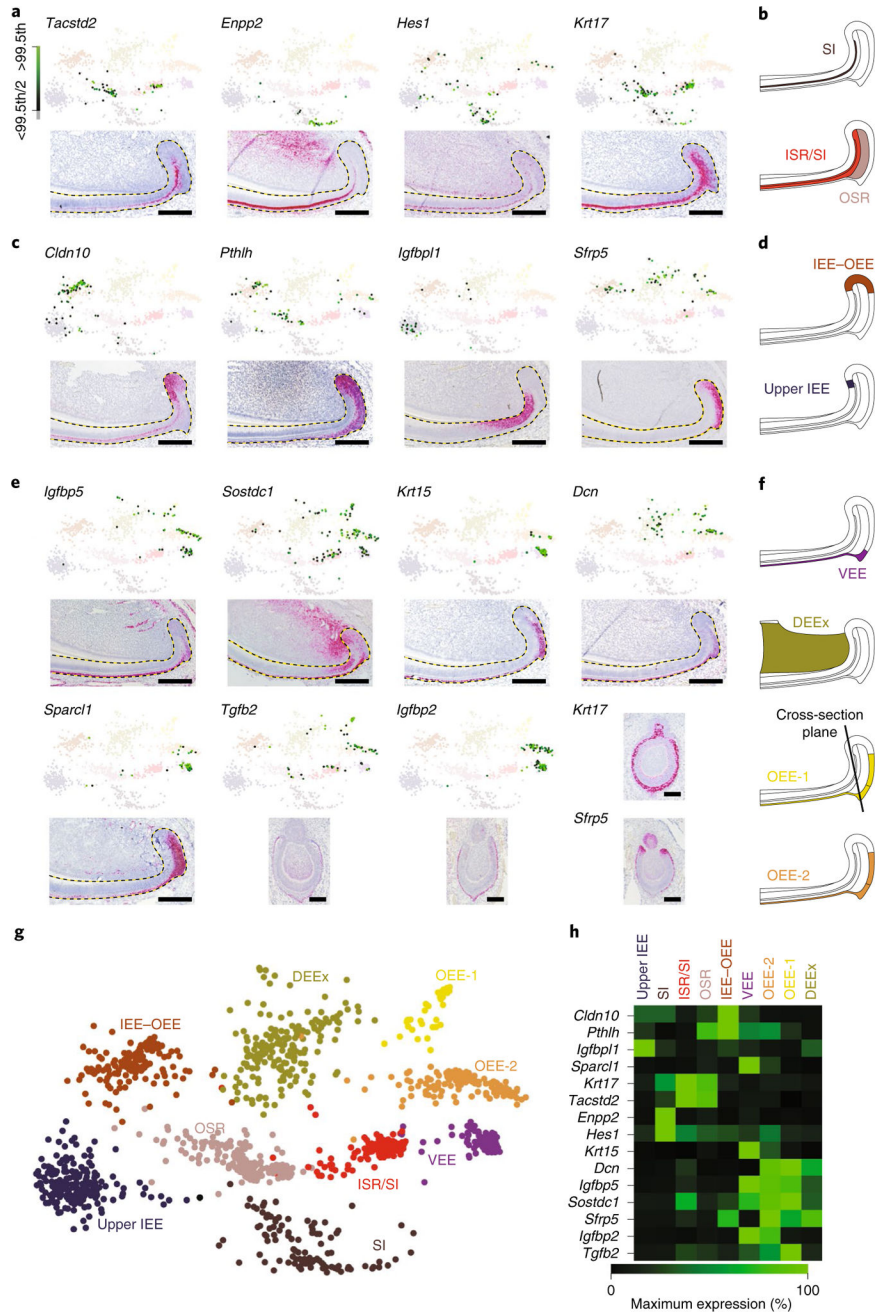 a
Tacstd2 Enpp2 Hes1 Krt17
<99.5th/2 >99.5th
b
SI
ISR/SI
OSR
c
Cldn10 Pthlh Igfbpl1 Sfrp5
d
IEE–OEE
Upper IEE
e
Igfbp5 Sostdc1 Krt15 Dcn
Sparcl1 Tgfb2 Igfbp2 Krt17
Sfrp5
f
VEE
DEEx
Cross-section
plane
OEE-1
OEE-2
g
DEEx
OEE-1
IEE–OEE
OEE-2
OSR
VEE
ISR/SI
Upper IEE
SI
h
Upper IEE
SI
ISR/SI
OSR
IEE–OEE
VEE
OEE-2
OEE-1
DEEx
Cldn10
Pthlh
Igfbpl1
Sparcl1
Krt17
Tacstd2
Enpp2
Hes1
Krt15
Dcn
Igfbp5
Sostdc1
Sfrp5
Igfbp2
Tgfb2
0 100
Maximum expression (%)